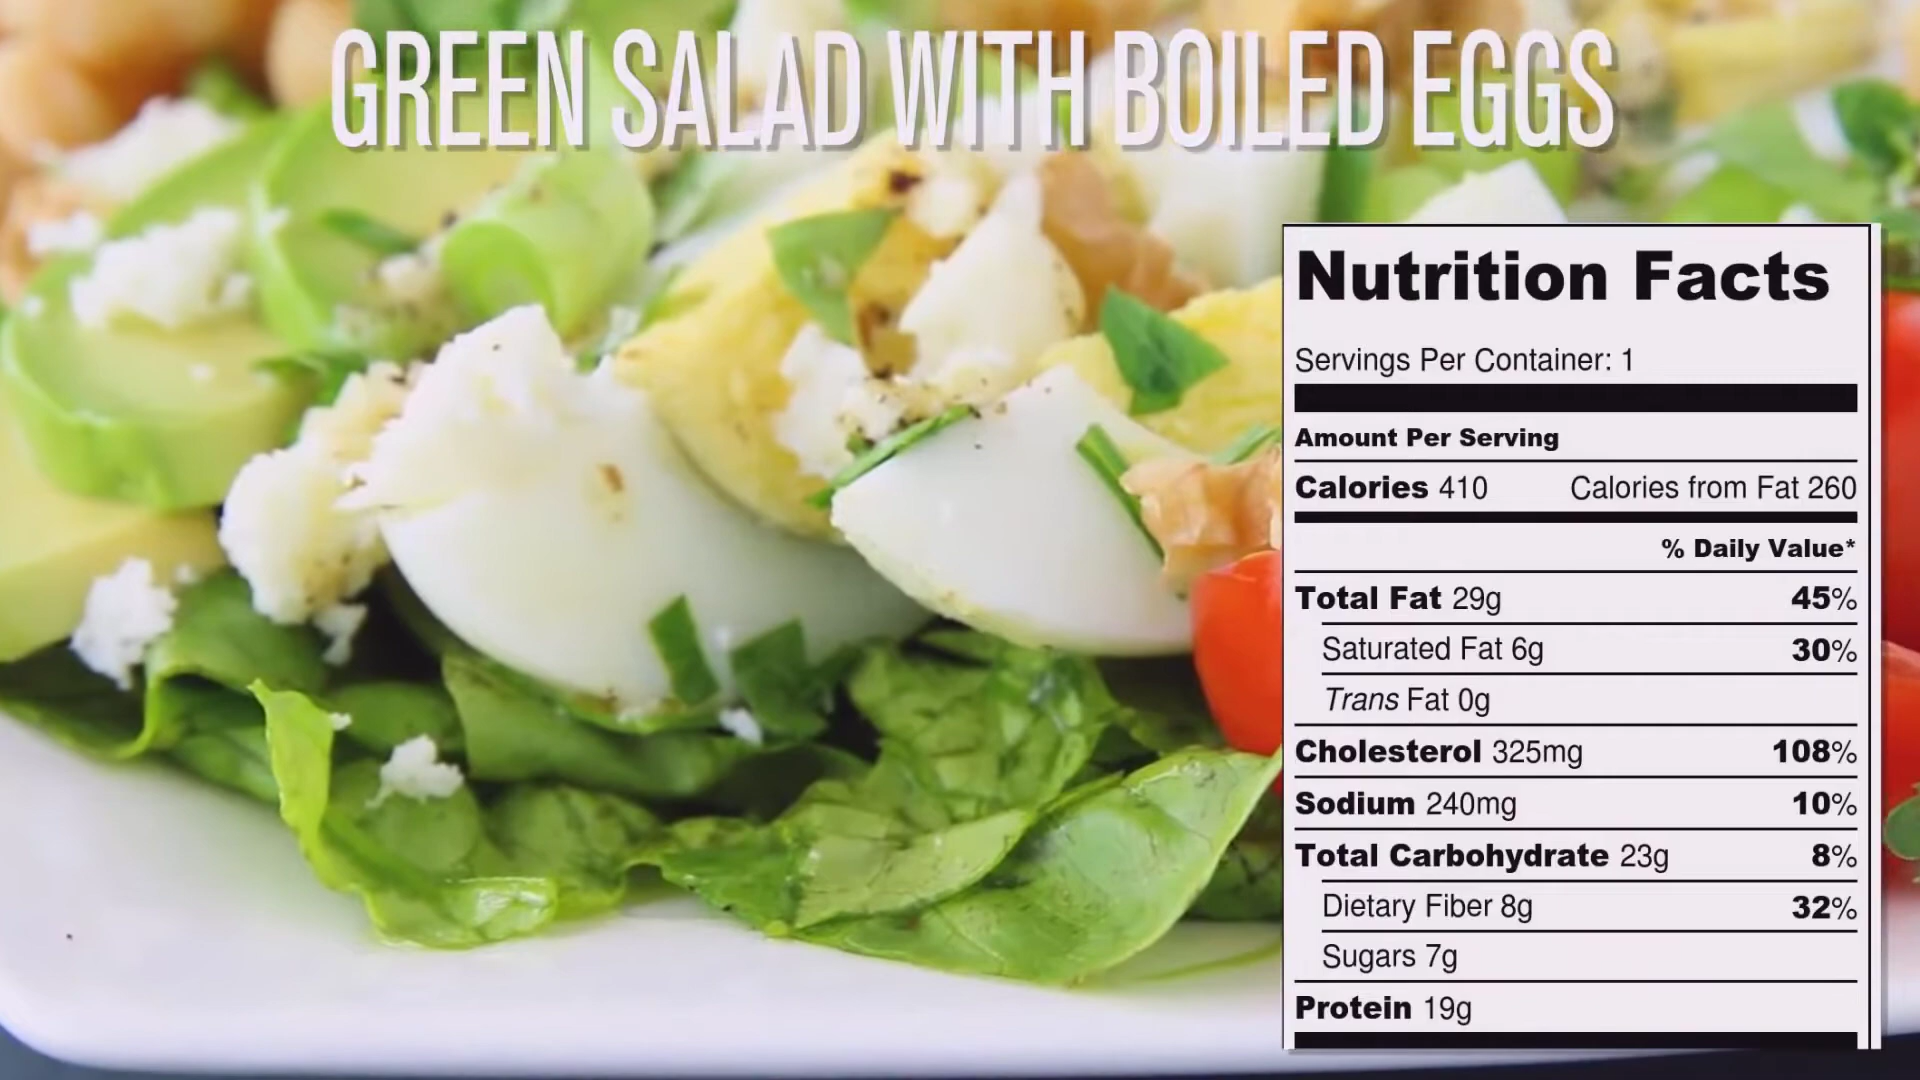 GREEN SALAD WITH BOILED EGGS
Nutrition Facts
Servings Per Container: 1
Amount Per Serving
Calories 410 Calories from Fat 260
% Daily Value*
Total Fat 29g 45%
Saturated Fat 6g 30%
Trans Fat 0g
Cholesterol 325mg 108%
Sodium 240mg 10%
Total Carbohydrate 23g 8%
Dietary Fiber 8g 32%
Sugars 7g
Protein 19g